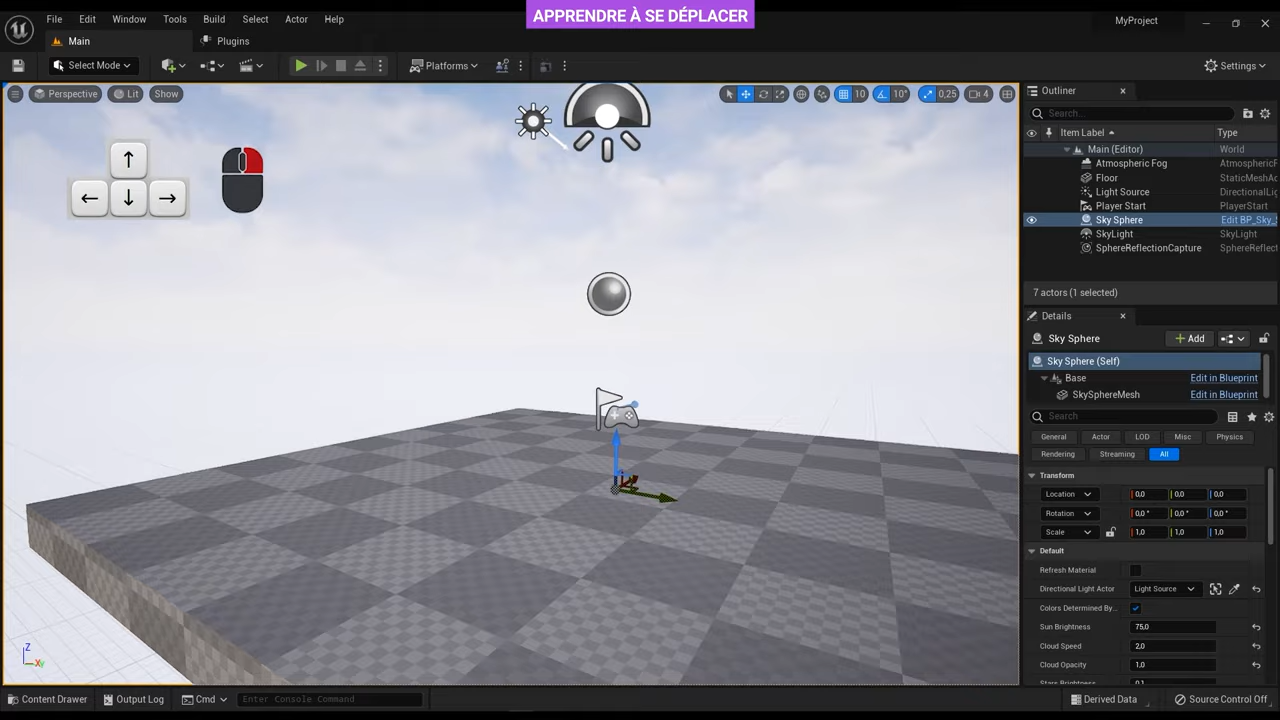 APPRENDRE À SE DÉPLACER
File Edit Window Tools Build Select Actor Help
MyProject
Main
Plugins
Select Mode
Platforms
Settings
Perspective Lit Show
10 10° 0,25 4
Outliner
Search...
Item Label Type
Main (Editor) World
Atmospheric Fog Atmospheric
Floor StaticMeshAc
Light Source DirectionalLig
Player Start PlayerStart
Sky Sphere Edit BP_Sky_
SkyLight SkyLight
SphereReflectionCapture SphereReflect
7 actors (1 selected)
Details
Sky Sphere
Add
Sky Sphere (Self)
Base Edit in Blueprint
SkySphereMesh Edit in Blueprint
Search
General Actor LOD Misc Physics
Rendering Streaming All
Transform
Location 0,0 0,0 0,0
Rotation 0,0 ° 0,0 ° 0,0 °
Scale 1,0 1,0 1,0
Default
Refresh Material
Directional Light Actor Light Source
Colors Determined By...
Sun Brightness 75,0
Cloud Speed 2,0
Cloud Opacity 1,0
Stars Brightness 0,1
Z
Content Drawer Output Log Cmd Enter Console Command
Derived Data Source Control Off